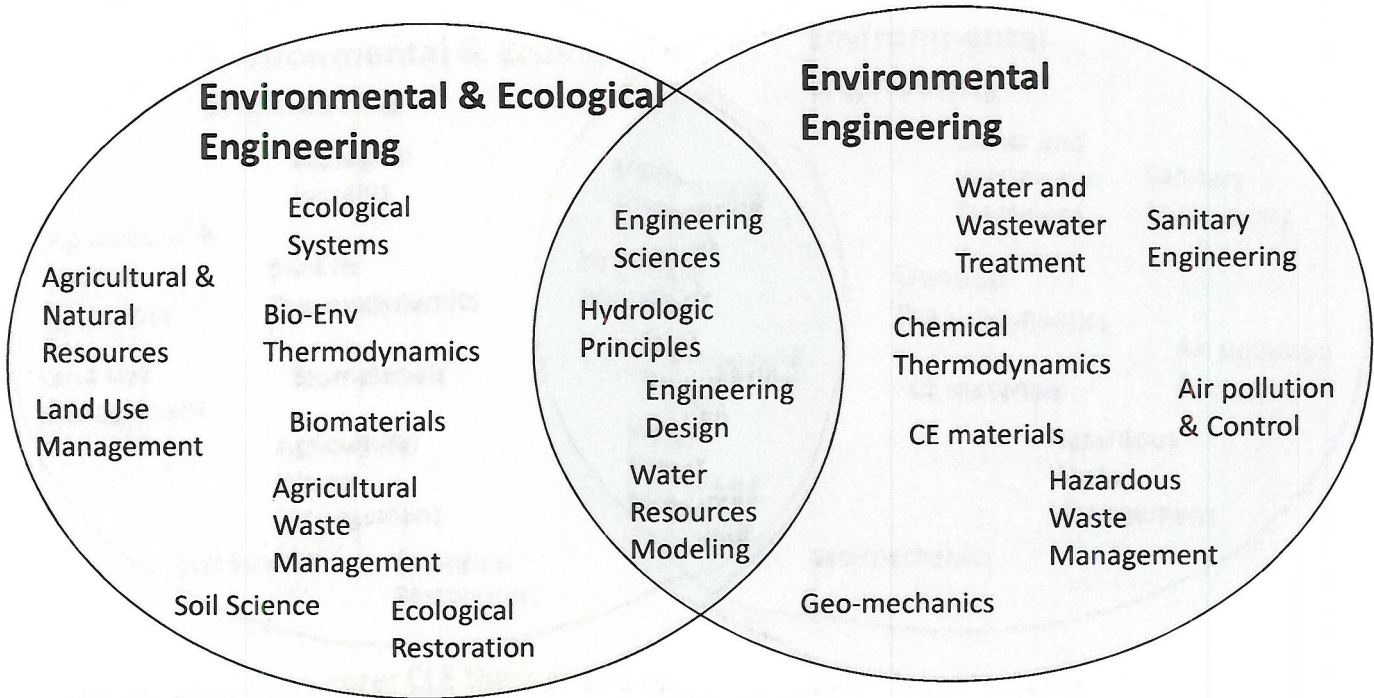 Environmental & Ecological
Engineering
Ecological
Systems
Agricultural &
Natural
Resources
Bio-Env
Thermodynamics
Land Use
Management
Biomaterials
Agricultural
Waste
Management
Soil Science
Ecological
Restoration
Engineering
Sciences
Hydrologic
Principles
Engineering
Design
Water
Resources
Modeling
Environmental
Engineering
Water and
Wastewater
Treatment
Sanitary
Engineering
Chemical
Thermodynamics
Air pollution
& Control
CE materials
Hazardous
Waste
Management
Geo-mechanics